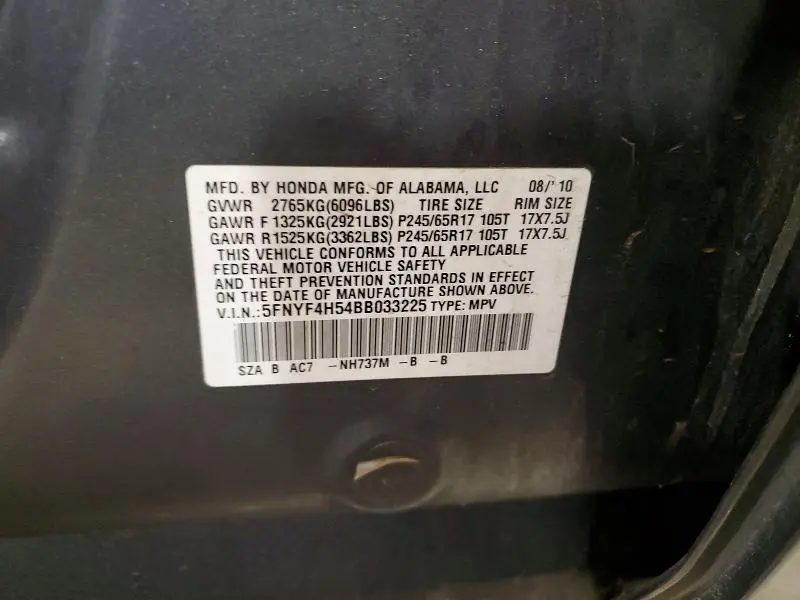 MFD. BY HONDA MFG. OF ALABAMA, LLC 08/'10
GVWR 2765KG(6096LBS) TIRE SIZE RIM SIZE
GAWR F 1325KG(2921LBS) P245/65R17 105T 17X7.5J
GAWR R1525KG(3362LBS) P245/65R17 105T 17X7.5J
THIS VEHICLE CONFORMS TO ALL APPLICABLE
FEDERAL MOTOR VEHICLE SAFETY
AND THEFT PREVENTION STANDARDS IN EFFECT
ON THE DATE OF MANUFACTURE SHOWN ABOVE.
V.I.N.:5FNYF4H54BB033225 TYPE: MPV
SZA B AC7 -NH737M -B -B